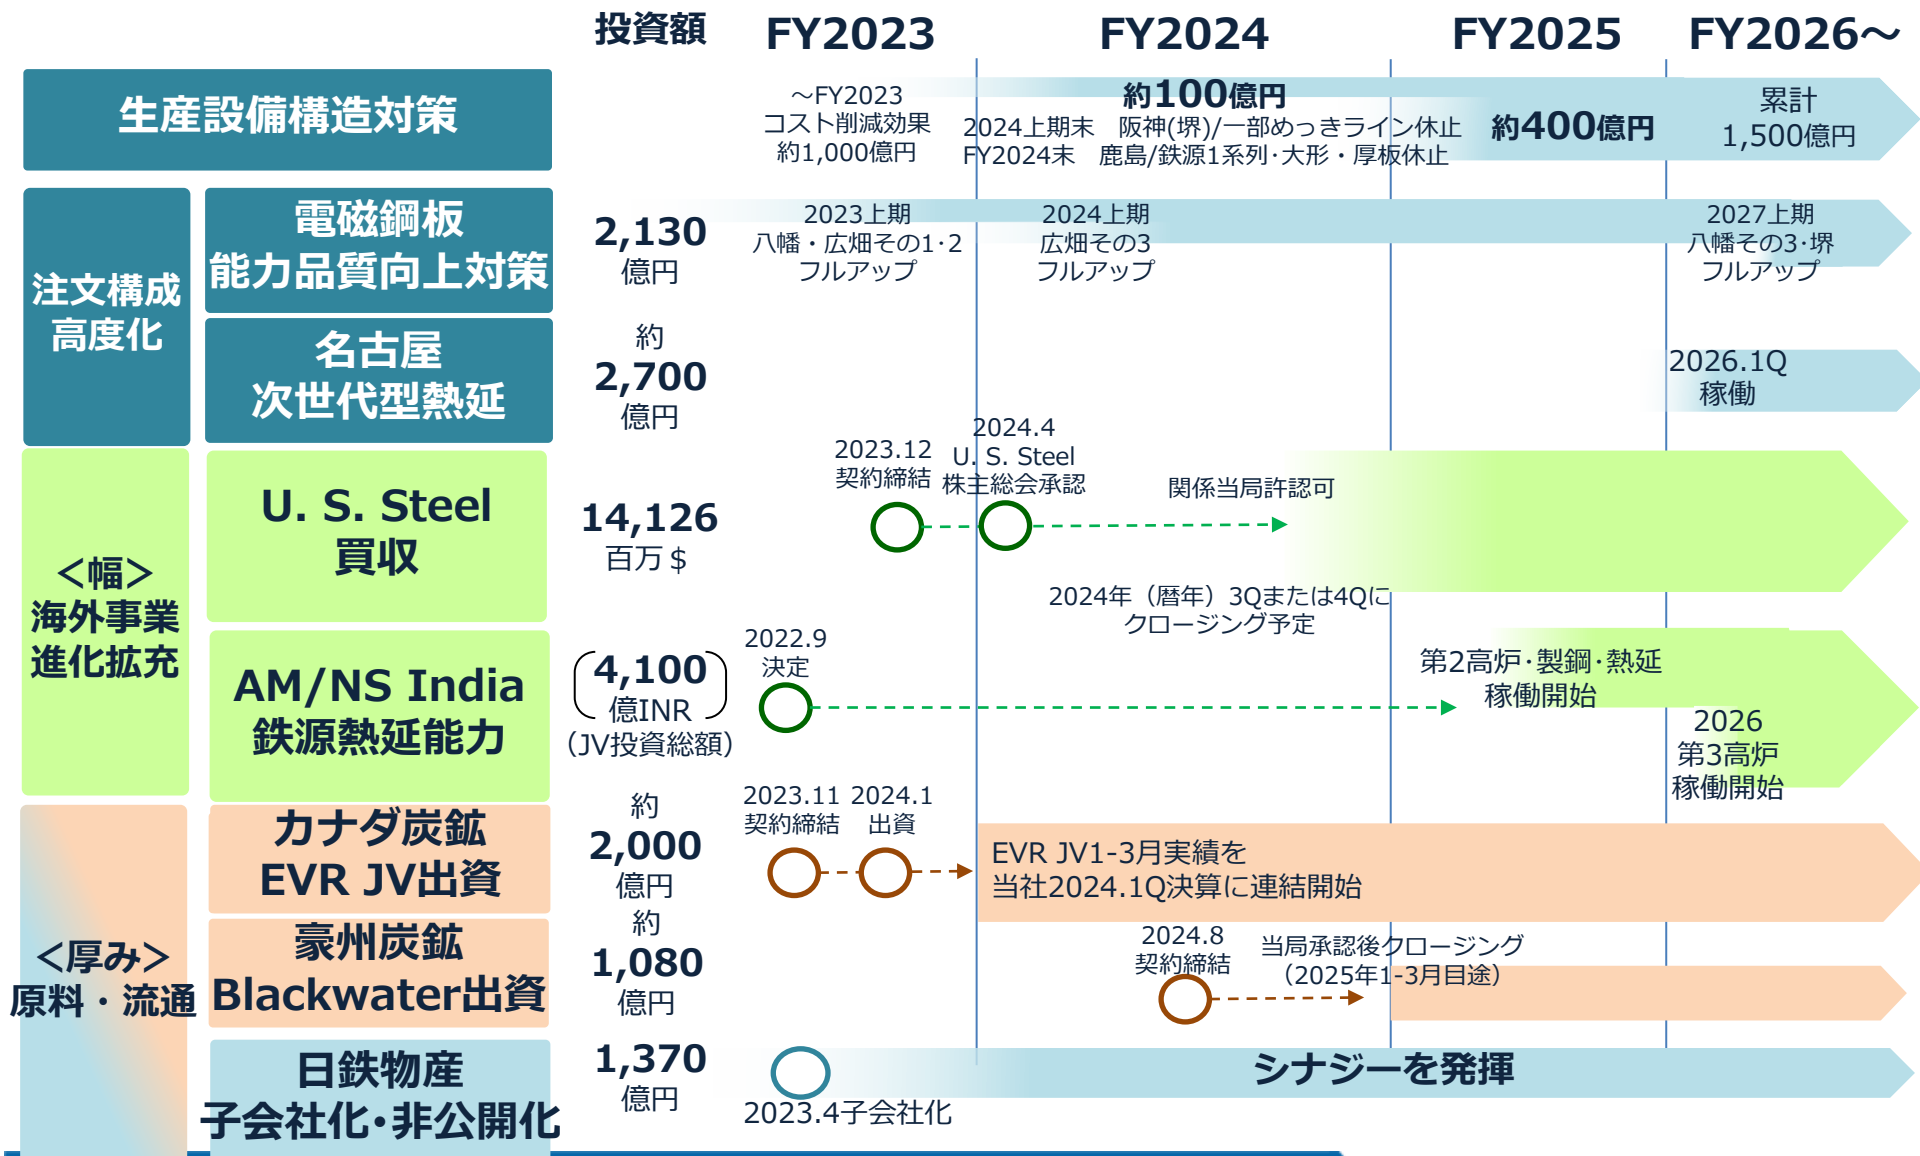 投資額 FY2023 FY2024 FY2025 FY2026～
生産設備構造対策
～FY2023
コスト削減効果
約1,000億円
約100億円
2024上期末 阪神(堺)/一部めっきライン休止
FY2024末 鹿島/鉄源1系列･大形・厚板休止
約400億円
累計
1,500億円
注文構成
高度化
電磁鋼板
能力品質向上対策
2,130
億円
2023上期
八幡・広畑その1･2
フルアップ
2024上期
広畑その3
フルアップ
2027上期
八幡その3･堺
フルアップ
名古屋
次世代型熱延
約
2,700
億円
2026.1Q
稼働
＜幅＞
海外事業
進化拡充
U. S. Steel
買収
14,126
百万＄
2023.12
契約締結
2024.4
U. S. Steel
株主総会承認
関係当局許認可
2024年（暦年）3Qまたは4Qに
クロージング予定
AM/NS India
鉄源熱延能力
4,100
億INR
（JV投資総額）
2022.9
決定
第2高炉･製鋼･熱延
稼働開始
2026
第3高炉
稼働開始
＜厚み＞
原料・流通
カナダ炭鉱
EVR JV出資
約
2,000
億円
2023.11
契約締結
2024.1
出資
EVR JV1-3月実績を
当社2024.1Q決算に連結開始
豪州炭鉱
Blackwater出資
約
1,080
億円
2024.8
契約締結
当局承認後クロージング
（2025年1-3月目途）
日鉄物産
子会社化･非公開化
1,370
億円
2023.4子会社化
シナジーを発揮